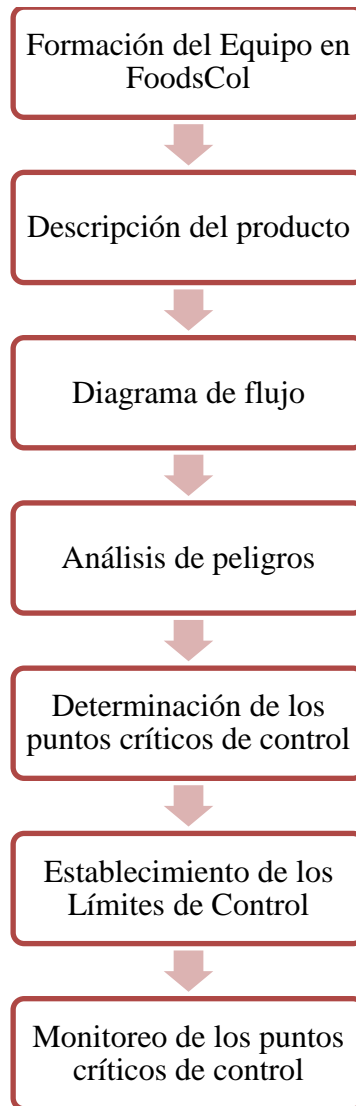 Formación del Equipo en
FoodsCol
Descripción del producto
Diagrama de flujo
Análisis de peligros
Determinación de los
puntos críticos de control
Establecimiento de los
Límites de Control
Monitoreo de los puntos
críticos de control